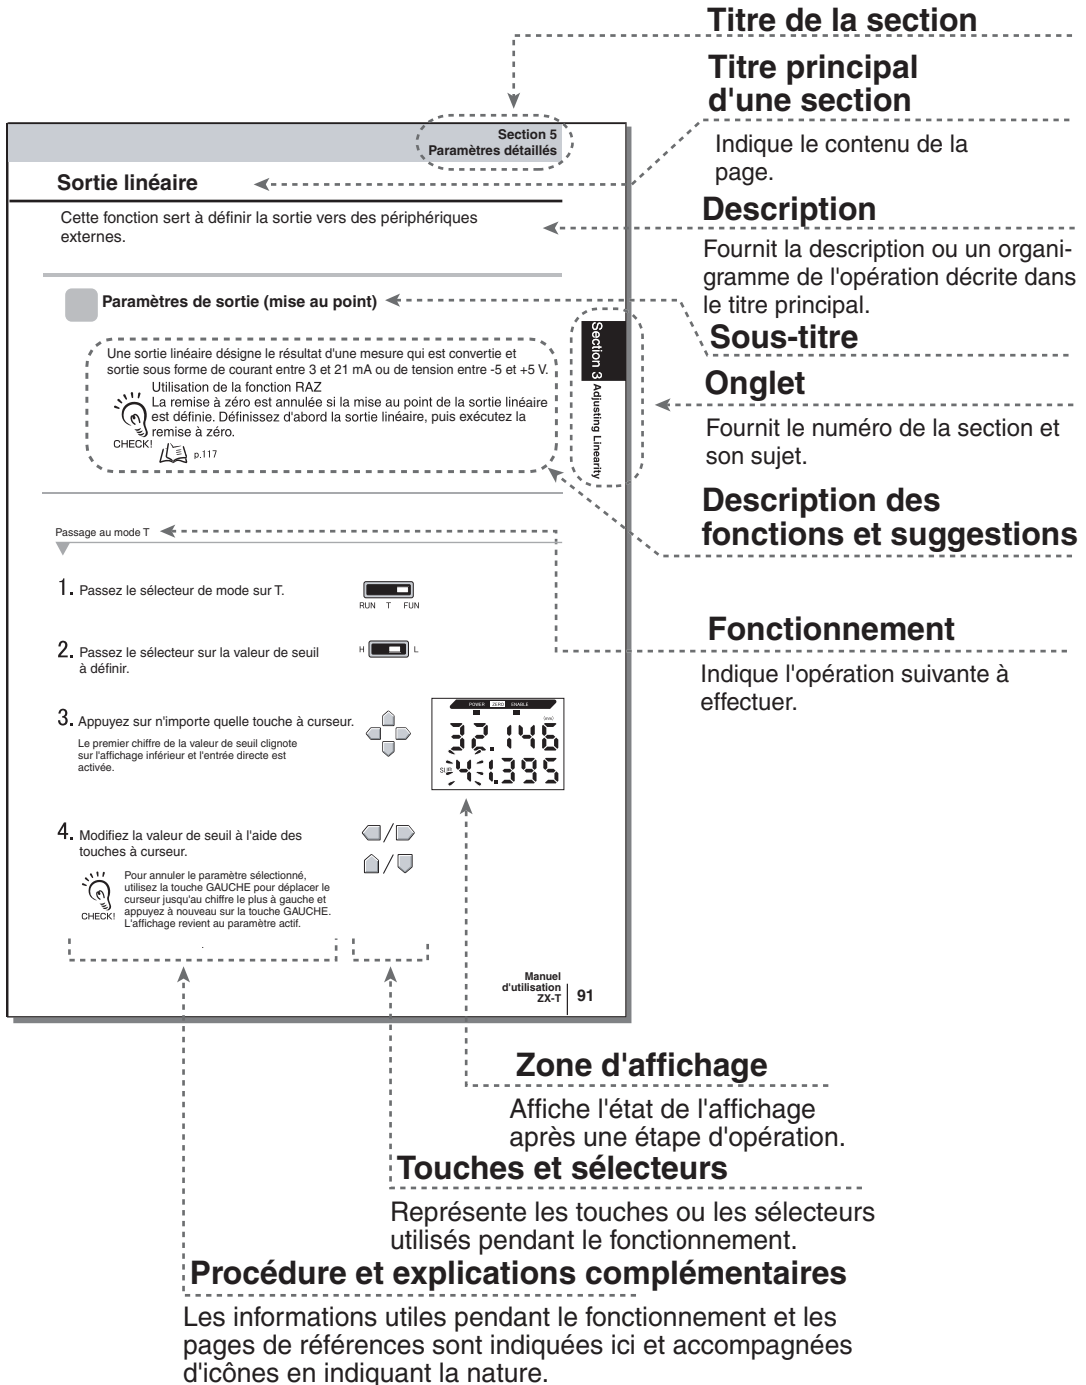 Titre de la section
Titre principal
d'une section
Indique le contenu de la
page.
Description
Fournit la description ou un organi-
gramme de l'opération décrite dans
le titre principal.
Sous-titre
Onglet
Fournit le numéro de la section et
son sujet.
Description des
fonctions et suggestions
Fonctionnement
Indique l'opération suivante à
effectuer.
Section 5
Paramètres détaillés
Sortie linéaire
Cette fonction sert à définir la sortie vers des périphériques
externes.
Paramètres de sortie (mise au point)
Une sortie linéaire désigne le résultat d'une mesure qui est convertie et
sortie sous forme de courant entre 3 et 21 mA ou de tension entre -5 et +5 V.
Utilisation de la fonction RAZ
La remise à zéro est annulée si la mise au point de la sortie linéaire
est définie. Définissez d'abord la sortie linéaire, puis exécutez la
remise à zéro.
CHECK!
p.117
Section 3 Adjusting Linearity
Passage au mode T
1. Passez le sélecteur de mode sur T.
RUN T FUN
2. Passez le sélecteur sur la valeur de seuil
à définir.
H L
3. Appuyez sur n'importe quelle touche à curseur.
Le premier chiffre de la valeur de seuil clignote
sur l'affichage inférieur et l'entrée directe est
activée.
POWER ZERO ENABLE
(mm)
32.146
SUB 41.395
4. Modifiez la valeur de seuil à l'aide des
touches à curseur.
/
/
CHECK!
Pour annuler le paramètre sélectionné,
utilisez la touche GAUCHE pour déplacer le
curseur jusqu'au chiffre le plus à gauche et
appuyez à nouveau sur la touche GAUCHE.
L'affichage revient au paramètre actif.
Manuel
d'utilisation
ZX-T
91
Zone d'affichage
Affiche l'état de l'affichage
après une étape d'opération.
Touches et sélecteurs
Représente les touches ou les sélecteurs
utilisés pendant le fonctionnement.
Procédure et explications complémentaires
Les informations utiles pendant le fonctionnement et les
pages de références sont indiquées ici et accompagnées
d'icônes en indiquant la nature.